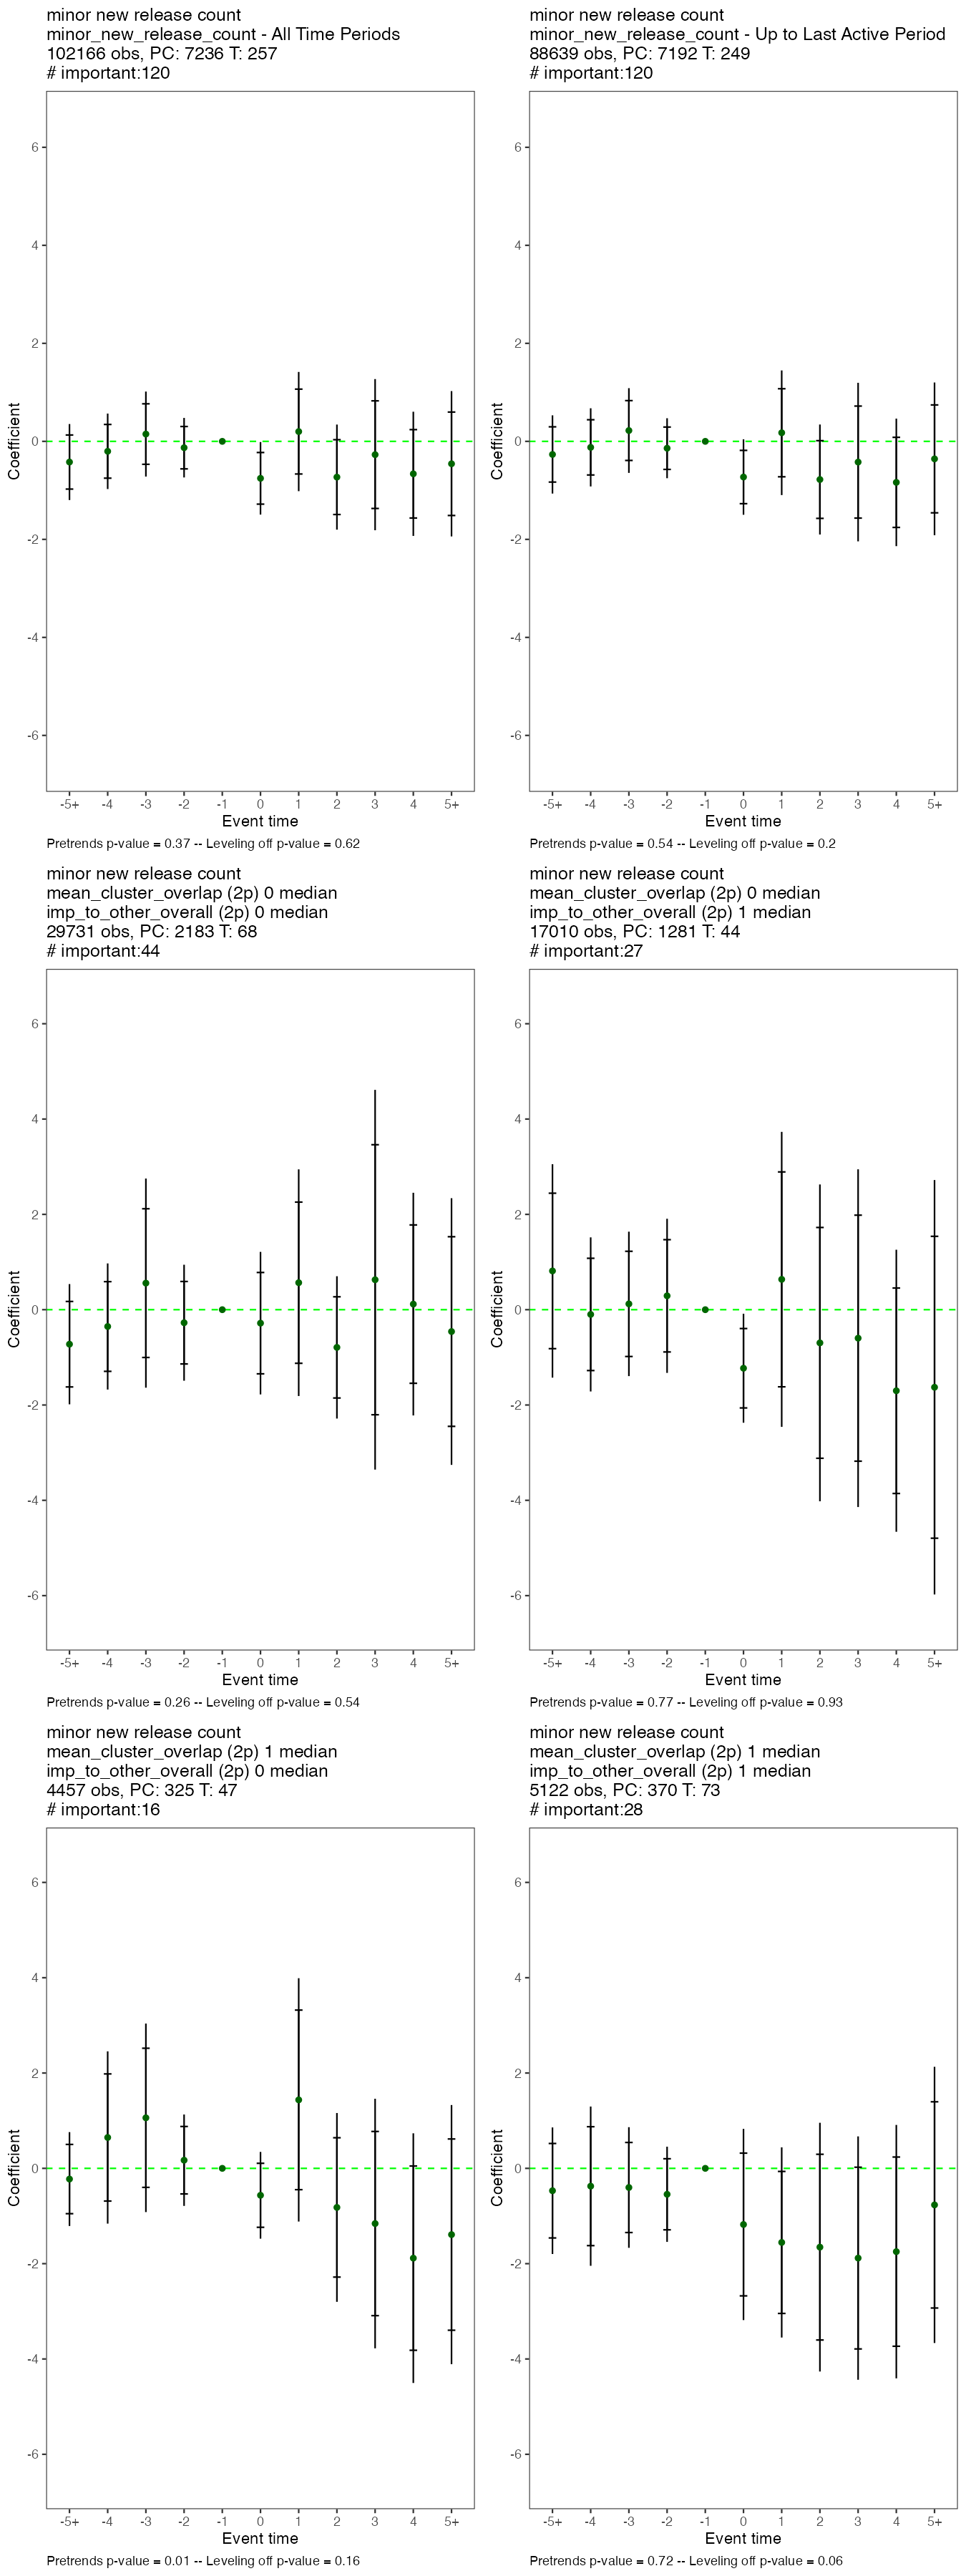 minor new release count
minor_new_release_count - All Time Periods
102166 obs, PC: 7236 T: 257
# important:120
6
4
2
0
-2
-4
-6
Coefficient
-5+ -4 -3 -2 -1 0 1 2 3 4 5+
Event time
Pretrends p-value = 0.37 -- Leveling off p-value = 0.62
minor new release count
minor_new_release_count - Up to Last Active Period
88639 obs, PC: 7192 T: 249
# important:120
6
4
2
0
-2
-4
-6
Coefficient
-5+ -4 -3 -2 -1 0 1 2 3 4 5+
Event time
Pretrends p-value = 0.54 -- Leveling off p-value = 0.2
minor new release count
mean_cluster_overlap (2p) 0 median
imp_to_other_overall (2p) 0 median
29731 obs, PC: 2183 T: 68
# important:44
6
4
2
0
-2
-4
-6
Coefficient
-5+ -4 -3 -2 -1 0 1 2 3 4 5+
Event time
Pretrends p-value = 0.26 -- Leveling off p-value = 0.54
minor new release count
mean_cluster_overlap (2p) 0 median
imp_to_other_overall (2p) 1 median
17010 obs, PC: 1281 T: 44
# important:27
6
4
2
0
-2
-4
-6
Coefficient
-5+ -4 -3 -2 -1 0 1 2 3 4 5+
Event time
Pretrends p-value = 0.77 -- Leveling off p-value = 0.93
minor new release count
mean_cluster_overlap (2p) 1 median
imp_to_other_overall (2p) 0 median
4457 obs, PC: 325 T: 47
# important:16
6
4
2
0
-2
-4
-6
Coefficient
-5+ -4 -3 -2 -1 0 1 2 3 4 5+
Event time
Pretrends p-value = 0.01 -- Leveling off p-value = 0.16
minor new release count
mean_cluster_overlap (2p) 1 median
imp_to_other_overall (2p) 1 median
5122 obs, PC: 370 T: 73
# important:28
6
4
2
0
-2
-4
-6
Coefficient
-5+ -4 -3 -2 -1 0 1 2 3 4 5+
Event time
Pretrends p-value = 0.72 -- Leveling off p-value = 0.06